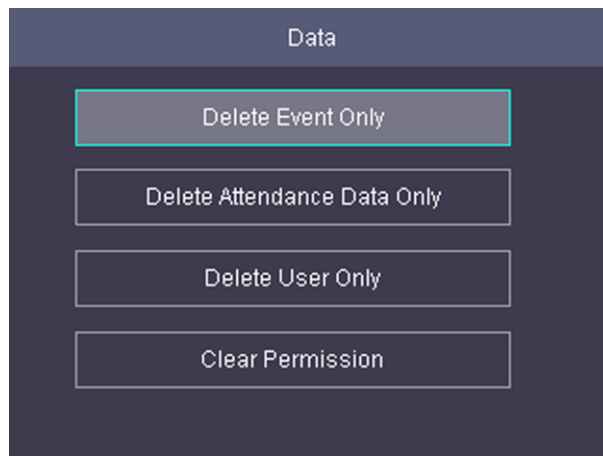 Data
Delete Event Only
Delete Attendance Data Only
Delete User Only
Clear Permission